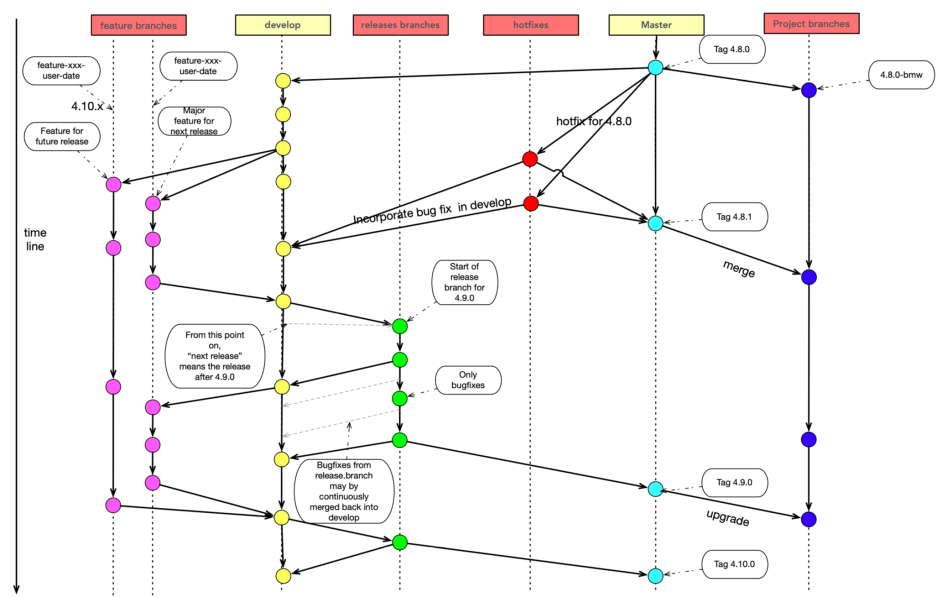 feature branches
develop
releases branches
hotfixes
Master
Project branches
Tag 4.8.0
feature-xxx-
user-date
feature-xxx-
user-date
4.8.0-bmw
4.10.x
Major
feature for
next release
hotfix for 4.8.0
Feature for
future release
Incorporate bug fix in develop
Tag 4.8.1
time
line
merge
Start of
release
branch for
4.9.0
From this point
on,
“next release”
means the release
after 4.9.0
Only
bugfixes
Bugfixes from
release.branch
may by
continuously
merged back into
develop
Tag 4.9.0
upgrade
Tag 4.10.0